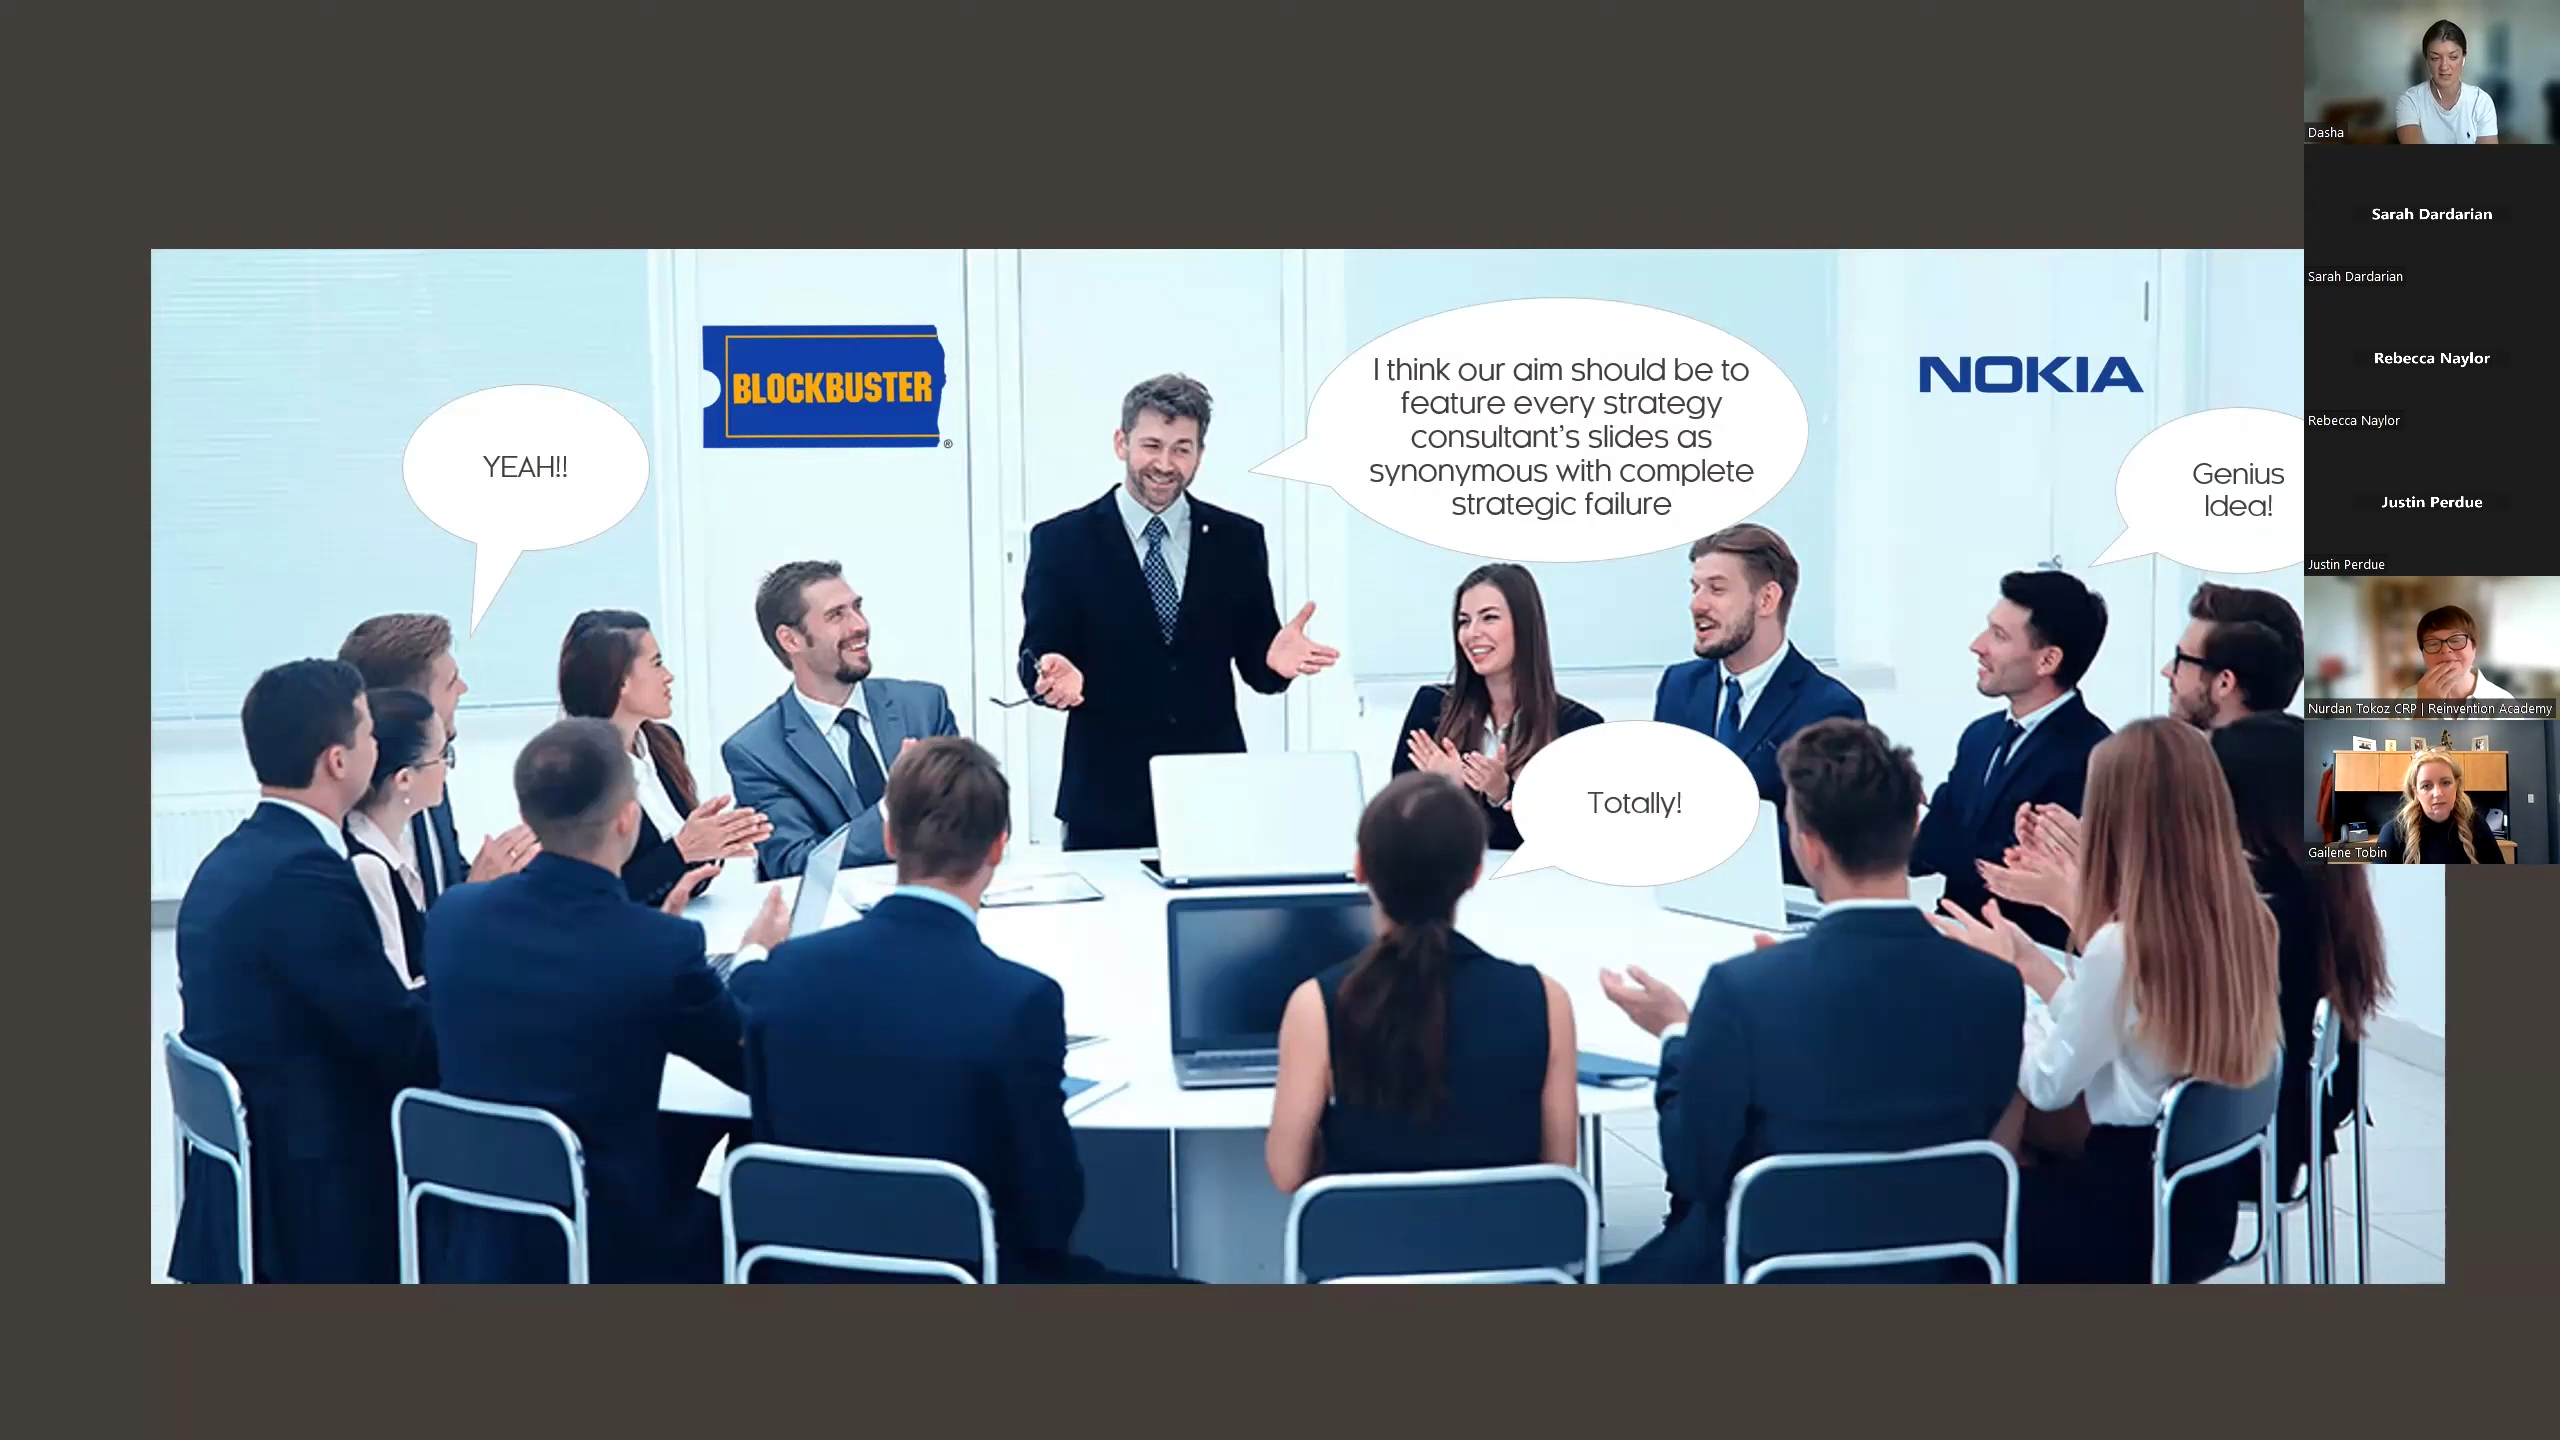 BLOCKBUSTER
®
NOKIA
YEAH!!
I think our aim should be to
feature every strategy
consultant's slides as
synonymous with complete
strategic failure
Genius
Idea!
Totally!
Dasha
Sarah Dardarian
Sarah Dardarian
Rebecca Naylor
Rebecca Naylor
Justin Perdue
Justin Perdue
Nurdan Tokoz CRP | Reinvention Academy
Gailene Tobin